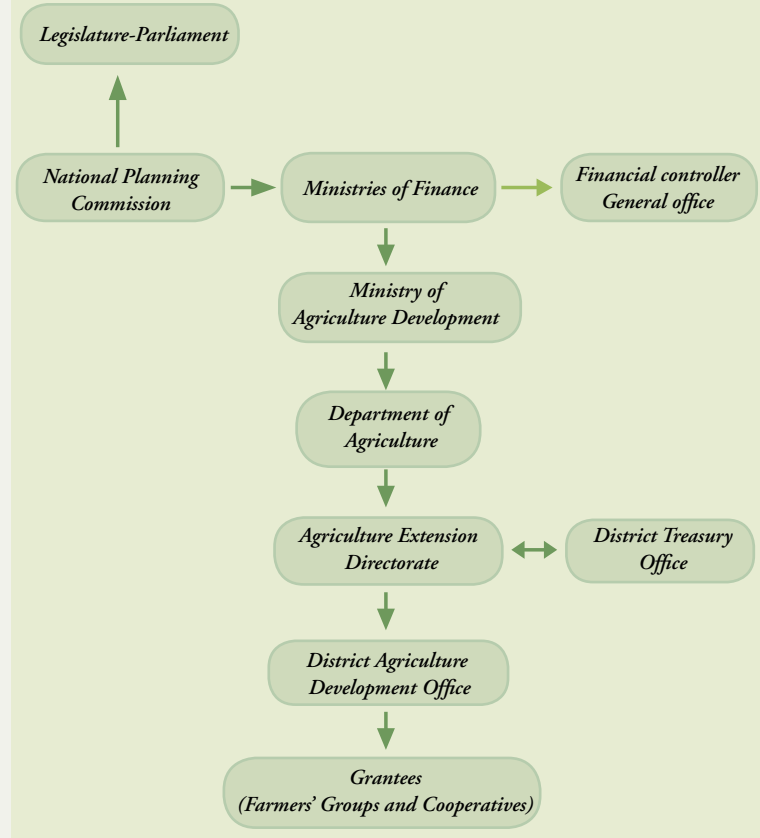 Legislature-Parliament
National Planning
Commission
Ministries of Finance
Financial controller
General office
Ministry of
Agriculture Development
Department of
Agriculture
Agriculture Extension
Directorate
District Treasury
Office
District Agriculture
Development Office
Grantees
(Farmers’ Groups and Cooperatives)